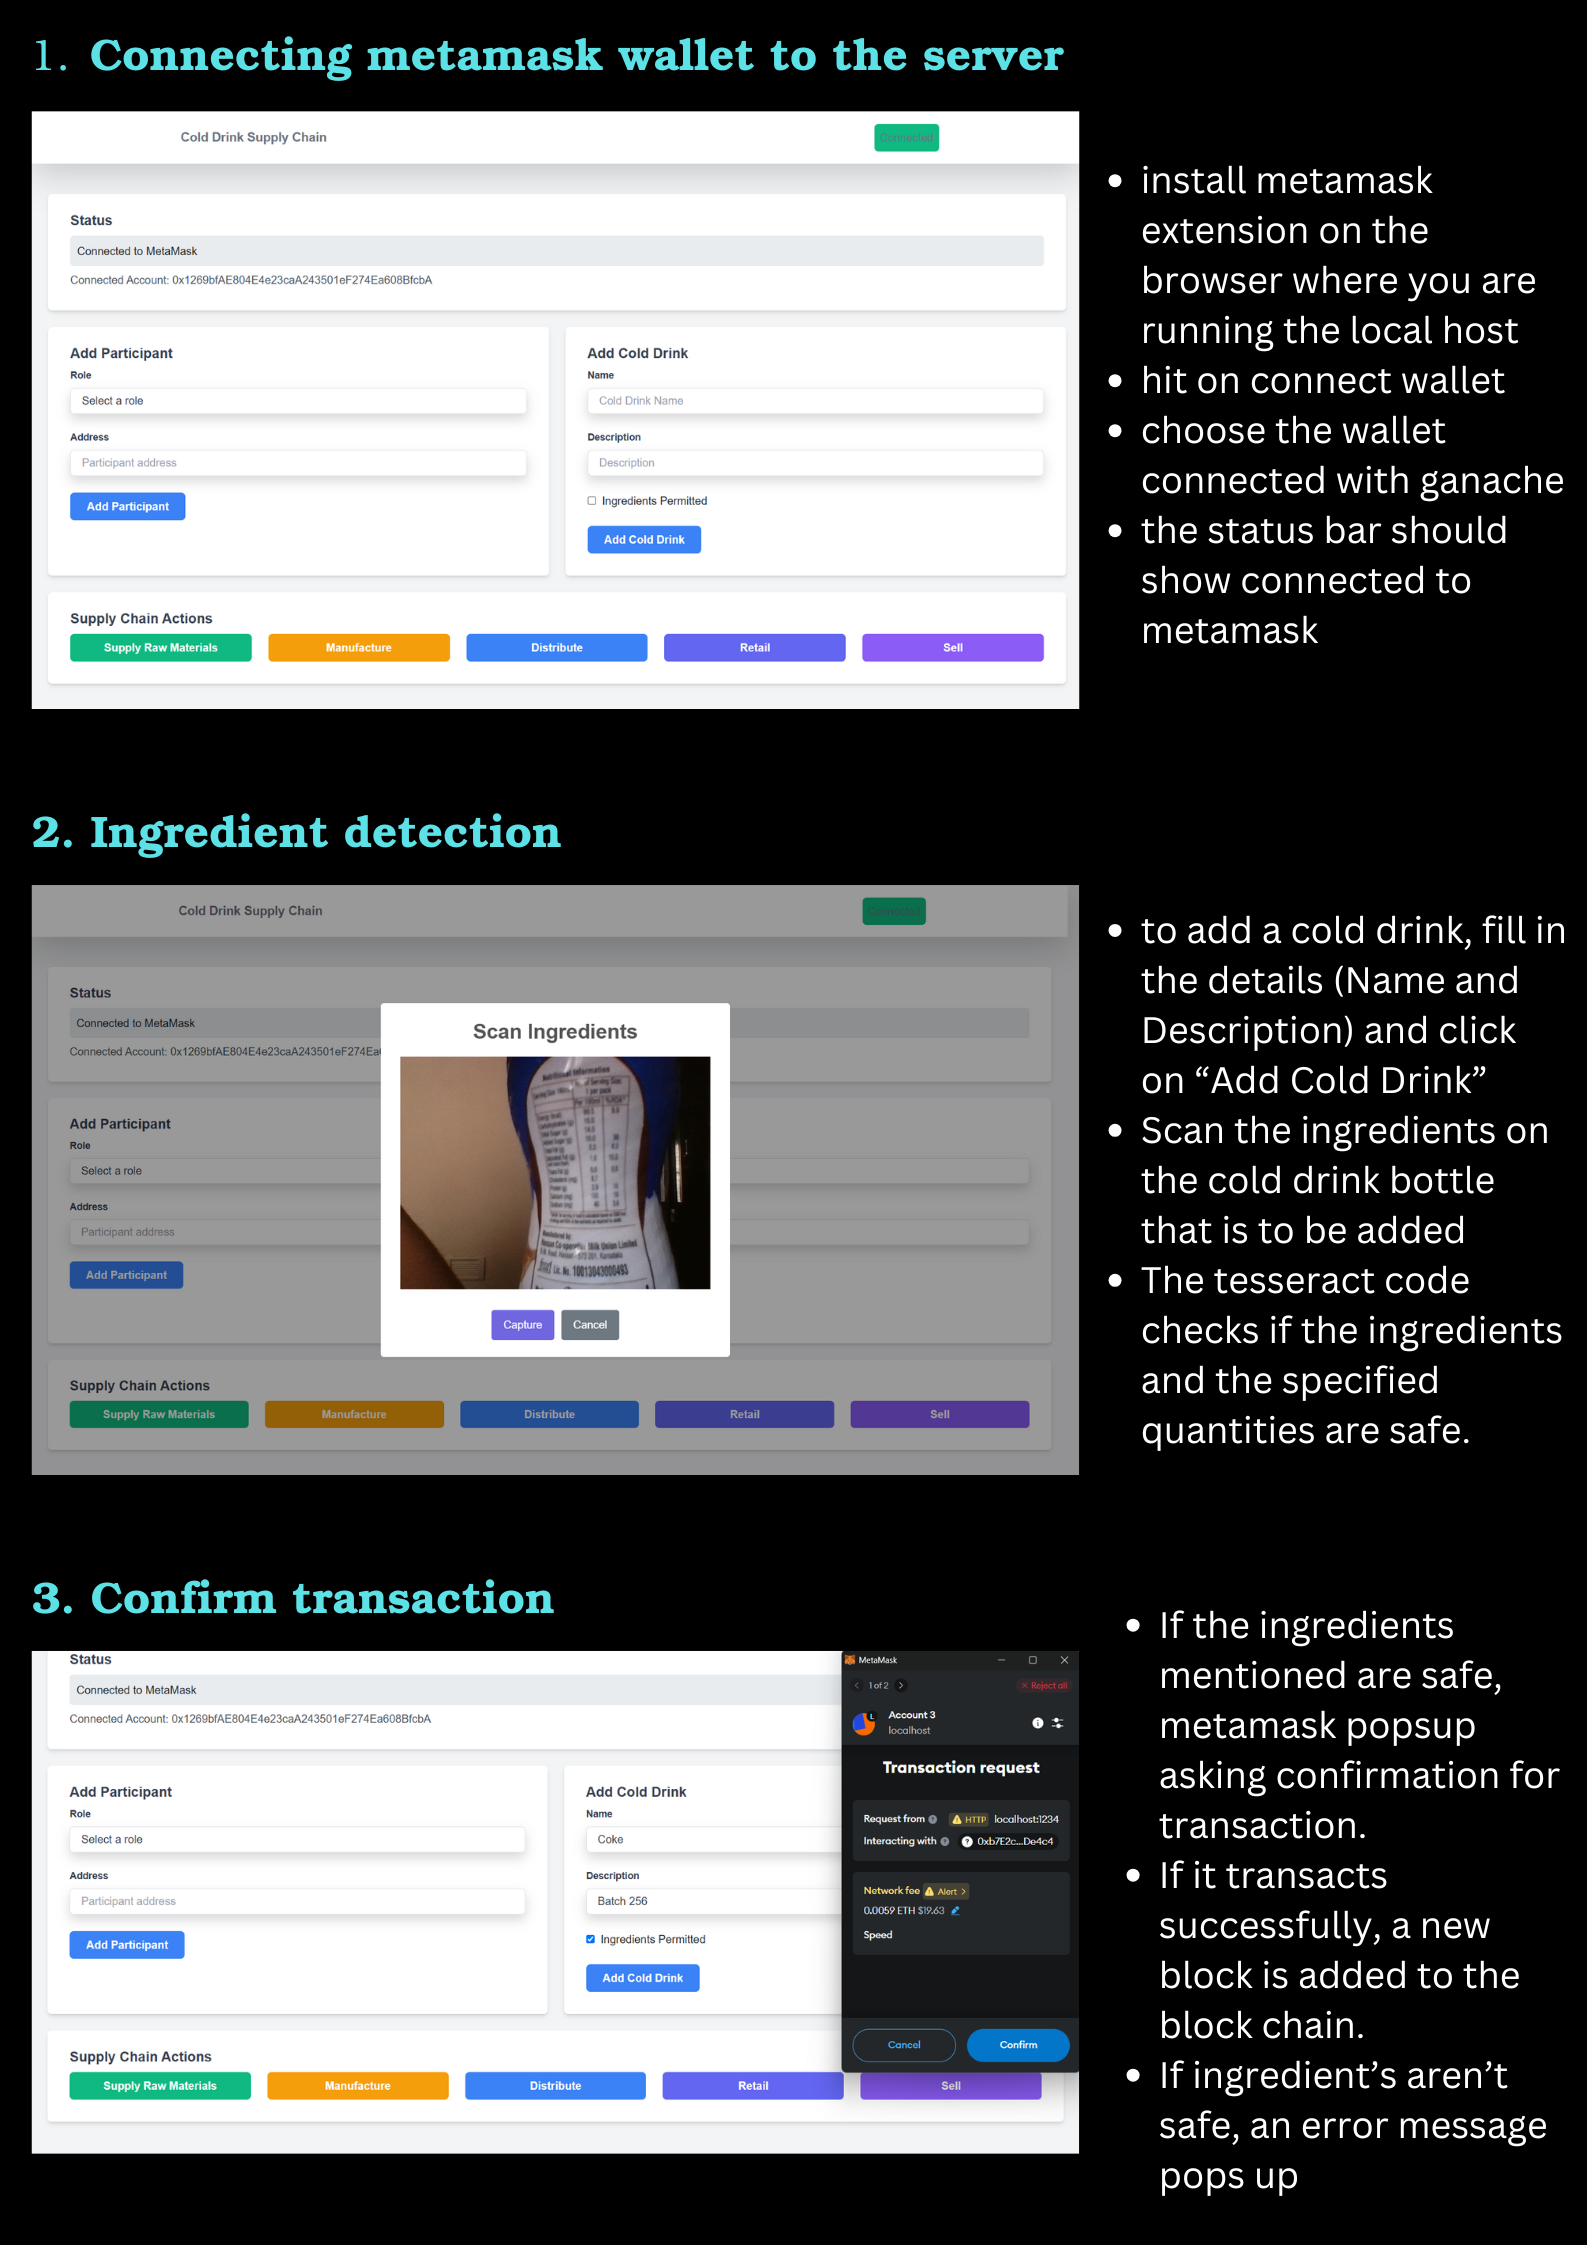 1. Connecting metamask wallet to the server
Cold Drink Supply Chain
Connected
Status
Connected to MetaMask
Connected Account: 0x1269bfAE804E4e23caA243501eF274Ea608BfcbA
Add Participant
Role
Select a role
Address
Participant address
Add Participant
Add Cold Drink
Name
Cold Drink Name
Description
Description
Ingredients Permitted
Add Cold Drink
Supply Chain Actions
Supply Raw Materials
Manufacture
Distribute
Retail
Sell
install metamask
extension on the
browser where you are
running the local host
hit on connect wallet
choose the wallet
connected with ganache
the status bar should
show connected to
metamask
2. Ingredient detection
Cold Drink Supply Chain
Connected
Status
Connected to MetaMask
Connected Account: 0x1269bfAE804E4e23caA243501eF274Ea
Add Participant
Role
Select a role
Address
Participant address
Add Participant
Scan Ingredients
Nutritional Information
1 per pack
Hassan Co-operative Milk Union Limited
Lic. No. 10013043000493
Capture
Cancel
Supply Chain Actions
Supply Raw Materials
Manufacture
Distribute
Retail
Sell
to add a cold drink, fill in
the details (Name and
Description) and click
on “Add Cold Drink”
Scan the ingredients on
the cold drink bottle
that is to be added
The tesseract code
checks if the ingredients
and the specified
quantities are safe.
3. Confirm transaction
Status
Connected to MetaMask
Connected Account: 0x1269bfAE804E4e23caA243501eF274Ea608BfcbA
Add Participant
Role
Select a role
Address
Participant address
Add Participant
Add Cold Drink
Name
Coke
Description
Batch 256
Ingredients Permitted
Add Cold Drink
Supply Chain Actions
Supply Raw Materials
Manufacture
Distribute
Retail
Sell
MetaMask
1 of 2
Reject all
L
Account 3
localhost
Transaction request
Request from HTTP localhost:1234
Interacting with 0xb7E2c...De4c4
Network fee Alert >
0.0059 ETH $19.63
Speed
Cancel
Confirm
If the ingredients
mentioned are safe,
metamask popsup
asking confirmation for
transaction.
If it transacts
successfully, a new
block is added to the
block chain.
If ingredient’s aren’t
safe, an error message
pops up